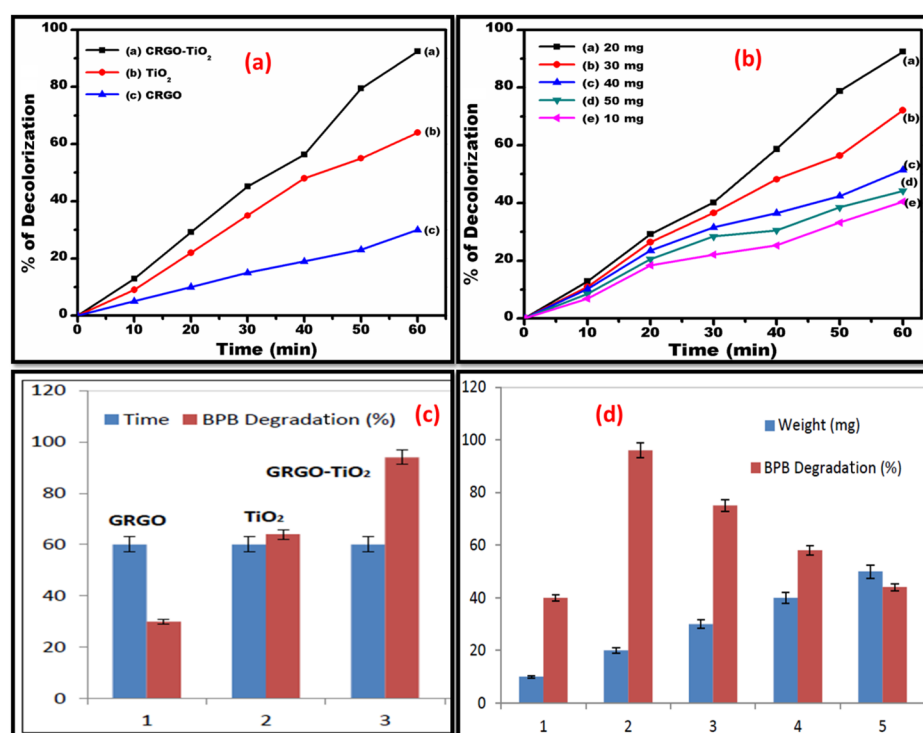 100
80
60
40
20
0
% of Decolorization
(a) CRGO-TiO₂
(b) TiO₂
(c) CRGO
(a)
(a)
(b)
(c)
0 10 20 30 40 50 60
Time (min)
100
80
60
40
20
0
% of Decolorization
(a) 20 mg
(b) 30 mg
(c) 40 mg
(d) 50 mg
(e) 10 mg
(b)
(a)
(b)
(c)
(d)
(e)
0 10 20 30 40 50 60
Time (min)
120
100
80
60
40
20
0
Time BPB Degradation (%)
(c)
GRGO-TiO₂
GRGO
TiO₂
1 2 3
120
100
80
60
40
20
0
(d)
Weight (mg)
BPB Degradation (%)
1 2 3 4 5